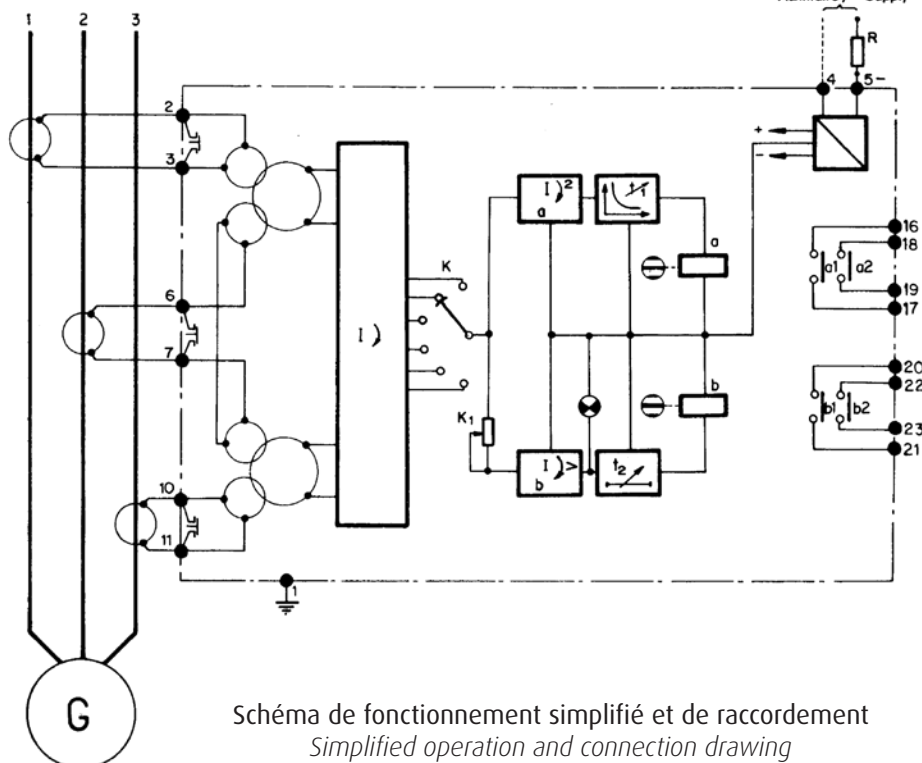 1 2 3
Auxiliary Supply
R
4 5 -
2
3
+
-
I ) 2
a
t1
16
18
K
a
a1 a2
19
17
6
7
I )
20
22
b
b1 b2
K1
I ) >
b
t2
23
21
10
11
1
G
Schéma de fonctionnement simplifié et de raccordement
Simplified operation and connection drawing